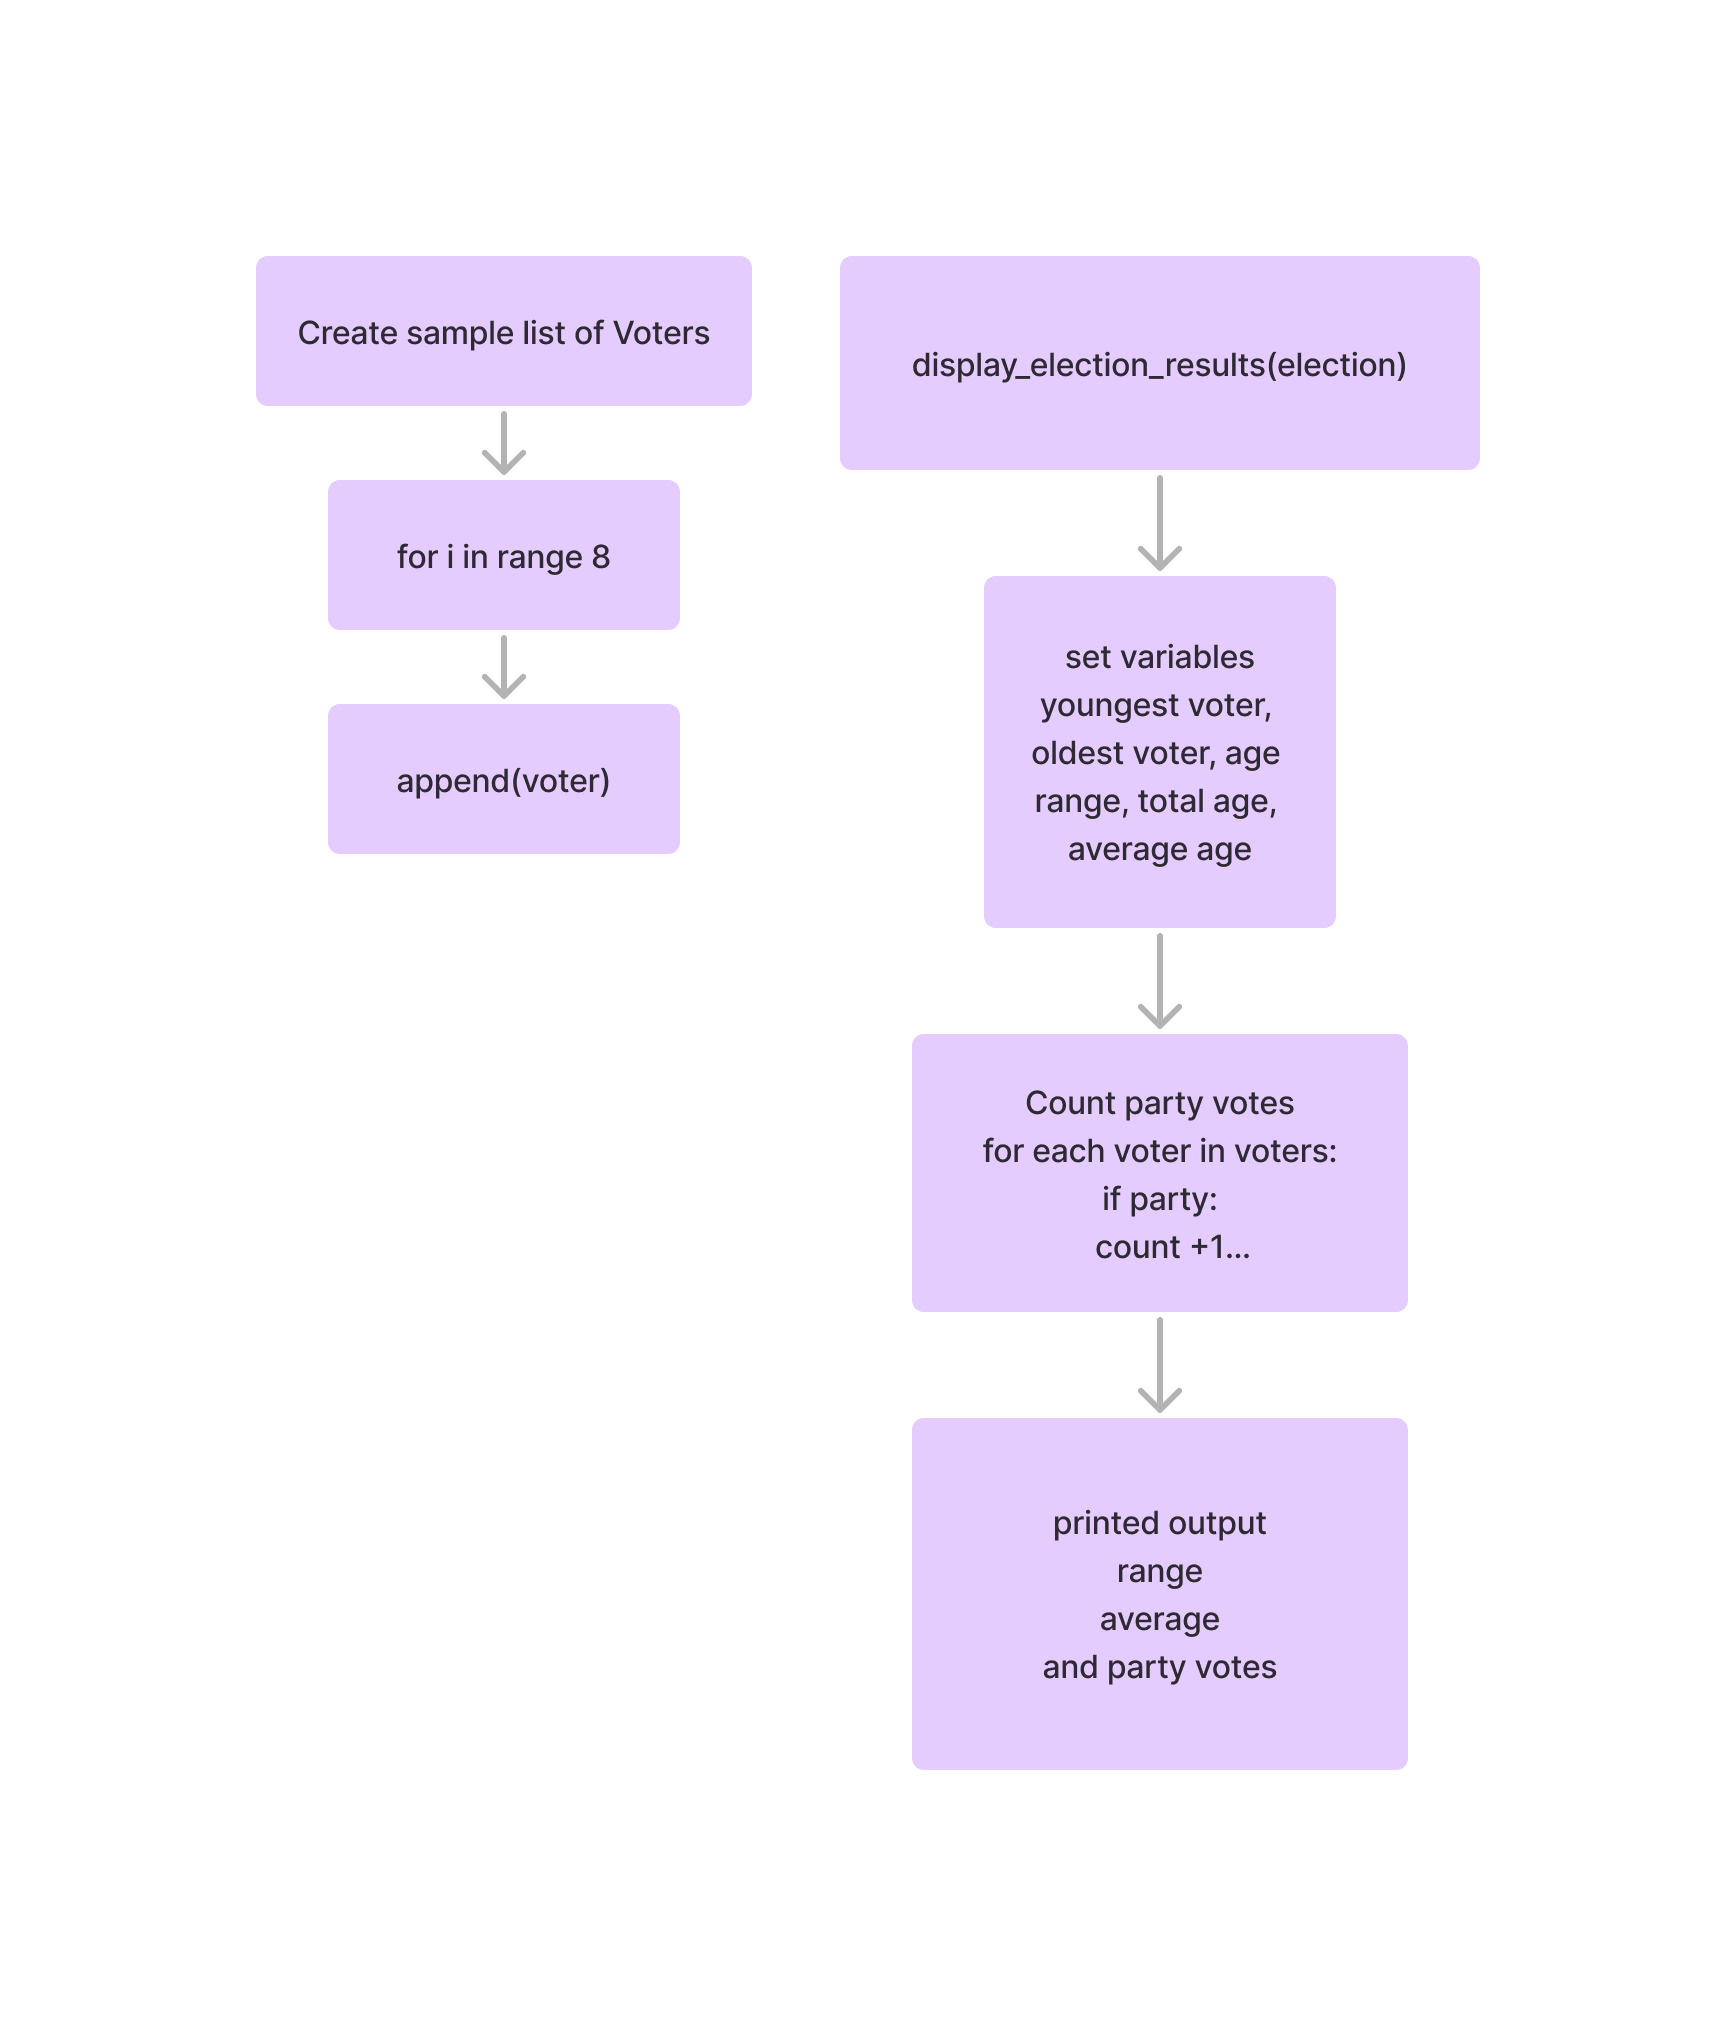 Create sample list of Voters
for i in range 8
append(voter)
display_election_results(election)
set variables
youngest voter,
oldest voter, age
range, total age,
average age
Count party votes
for each voter in voters:
if party:
count +1...
printed output
range
average
and party votes